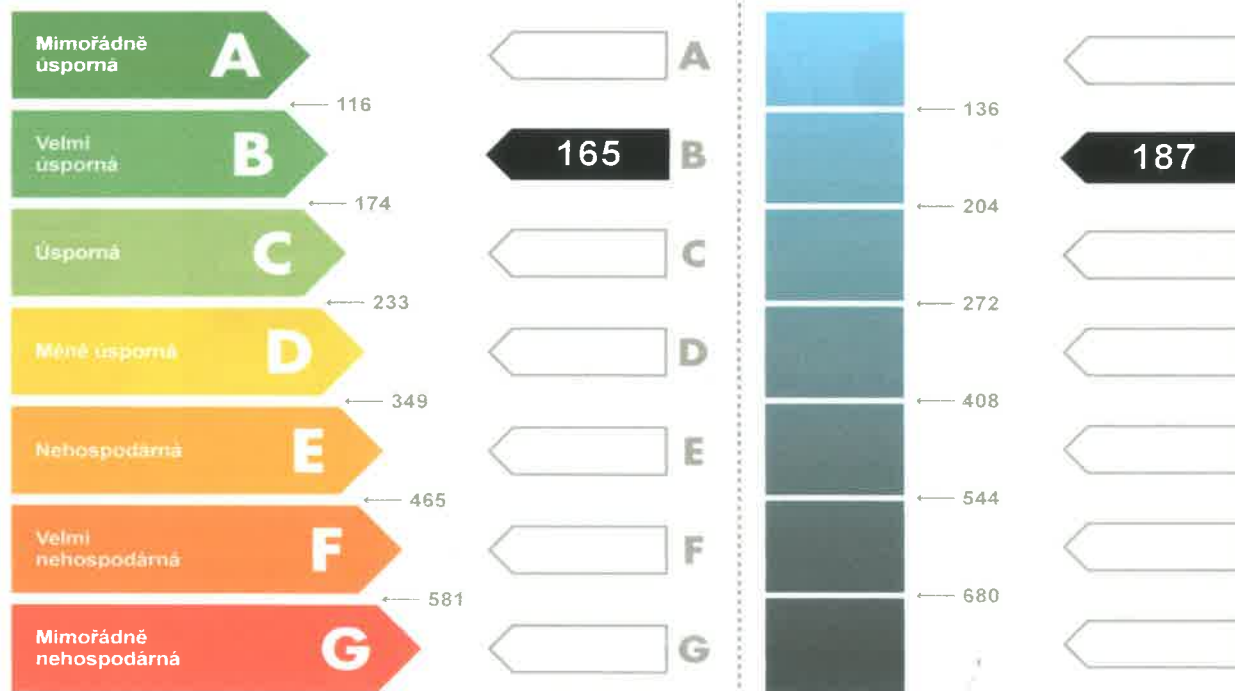 Mimořádně
úsporná
A
A
116
136
Velmi
úsporná
B
165
B
187
174
204
Úsporná
C
C
233
272
Méně úsporná
D
D
349
408
Nehospodárná
E
E
465
544
Velmi
nehospodárná
F
F
581
680
Mimořádně
nehospodárná
G
G